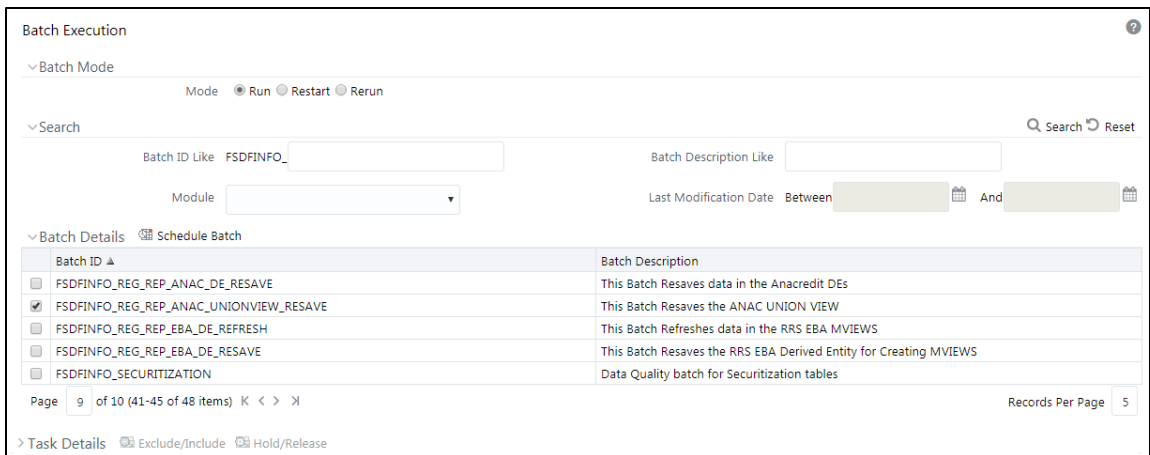 Batch Execution
Batch Mode
Mode Run Restart Rerun
Search Search Reset
Batch ID Like FSDFINFO_ Batch Description Like
Module Last Modification Date Between And
Batch Details Schedule Batch
Batch ID Batch Description
FSDFINFO_REG_REP_ANAC_DE_RESAVE This Batch Resaves data in the Anacredit DEs
FSDFINFO_REG_REP_ANAC_UNIONVIEW_RESAVE This Batch Resaves the ANAC UNION VIEW
FSDFINFO_REG_REP_EBA_DE_REFRESH This Batch Refreshes data in the RRS EBA MVIEWS
FSDFINFO_REG_REP_EBA_DE_RESAVE This Batch Resaves the RRS EBA Derived Entity for Creating MVIEWS
FSDFINFO_SECURITIZATION Data Quality batch for Securitization tables
Page 9 of 10 (41-45 of 48 items) Records Per Page 5
Task Details Exclude/Include Hold/Release